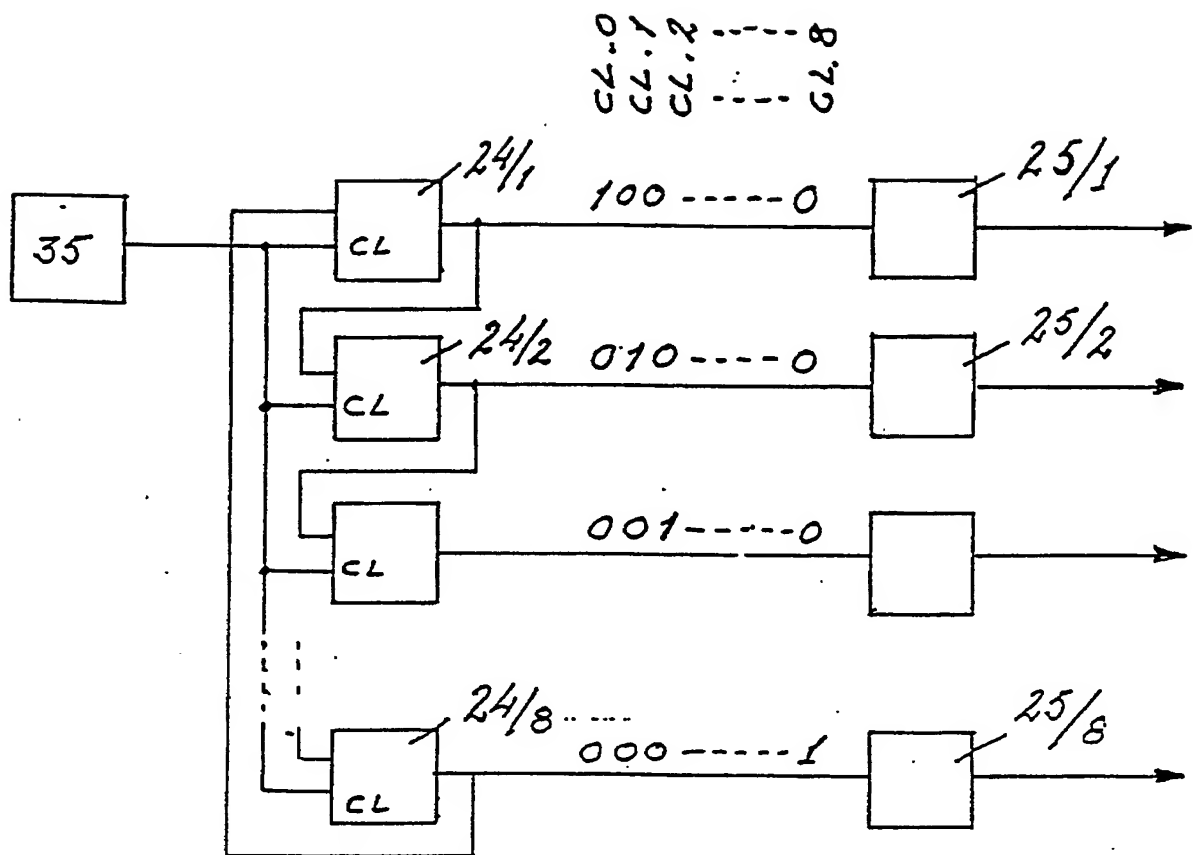 CL.0
CL.1
CL.2
------
CL.8
24/1
25/1
100-----0
35
CL
24/2
25/2
010-----0
CL
001------0
CL
24/8......
25/8
000-----1
CL